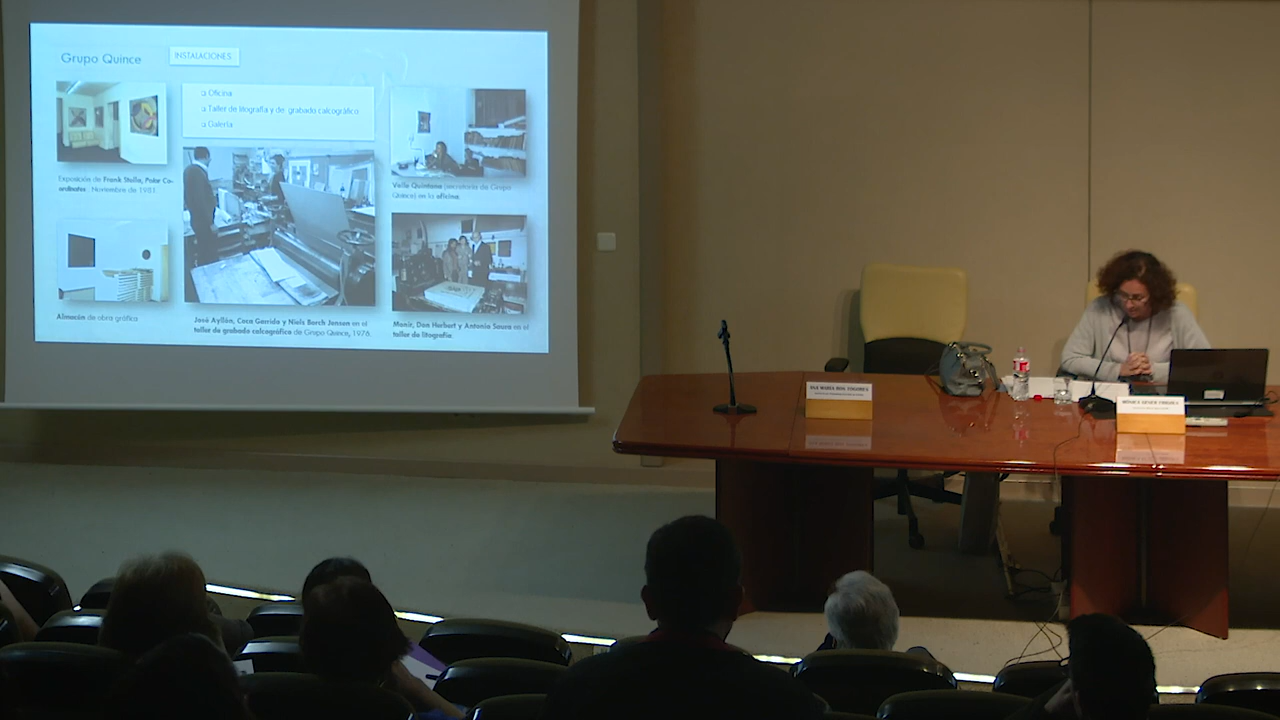 Grupo Quince
INSTALACIONES
Oficina
Taller de litografía y de grabado calcográfico
Galería
Exposición de Frank Stella, Polar Co-
ordinates. Noviembre de 1981
Almacén de obra gráfica
José Ayllón, Coca Garrido y Niels Borch Jensen en el
taller de grabado calcográfico de Grupo Quince, 1976
(secretaria de Grupo
Quince) en la oficina
Monir, Don Herbert y Antonio Saura en el
taller de litografía.